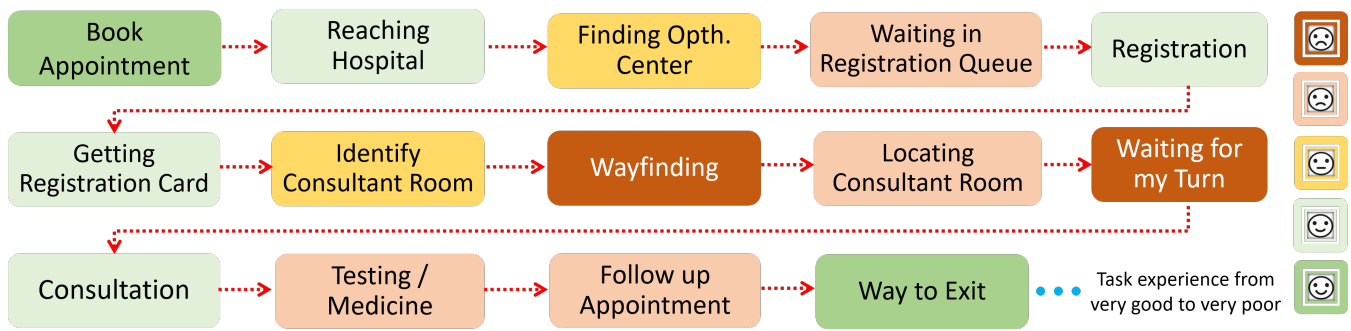 Book
Appointment
Reaching
Hospital
Finding Opth.
Center
Waiting in
Registration Queue
Registration
Getting
Registration Card
Identify
Consultant Room
Wayfinding
Locating
Consultant Room
Waiting for
my Turn
Consultation
Testing /
Medicine
Follow up
Appointment
Way to Exit
Task experience from
very good to very poor